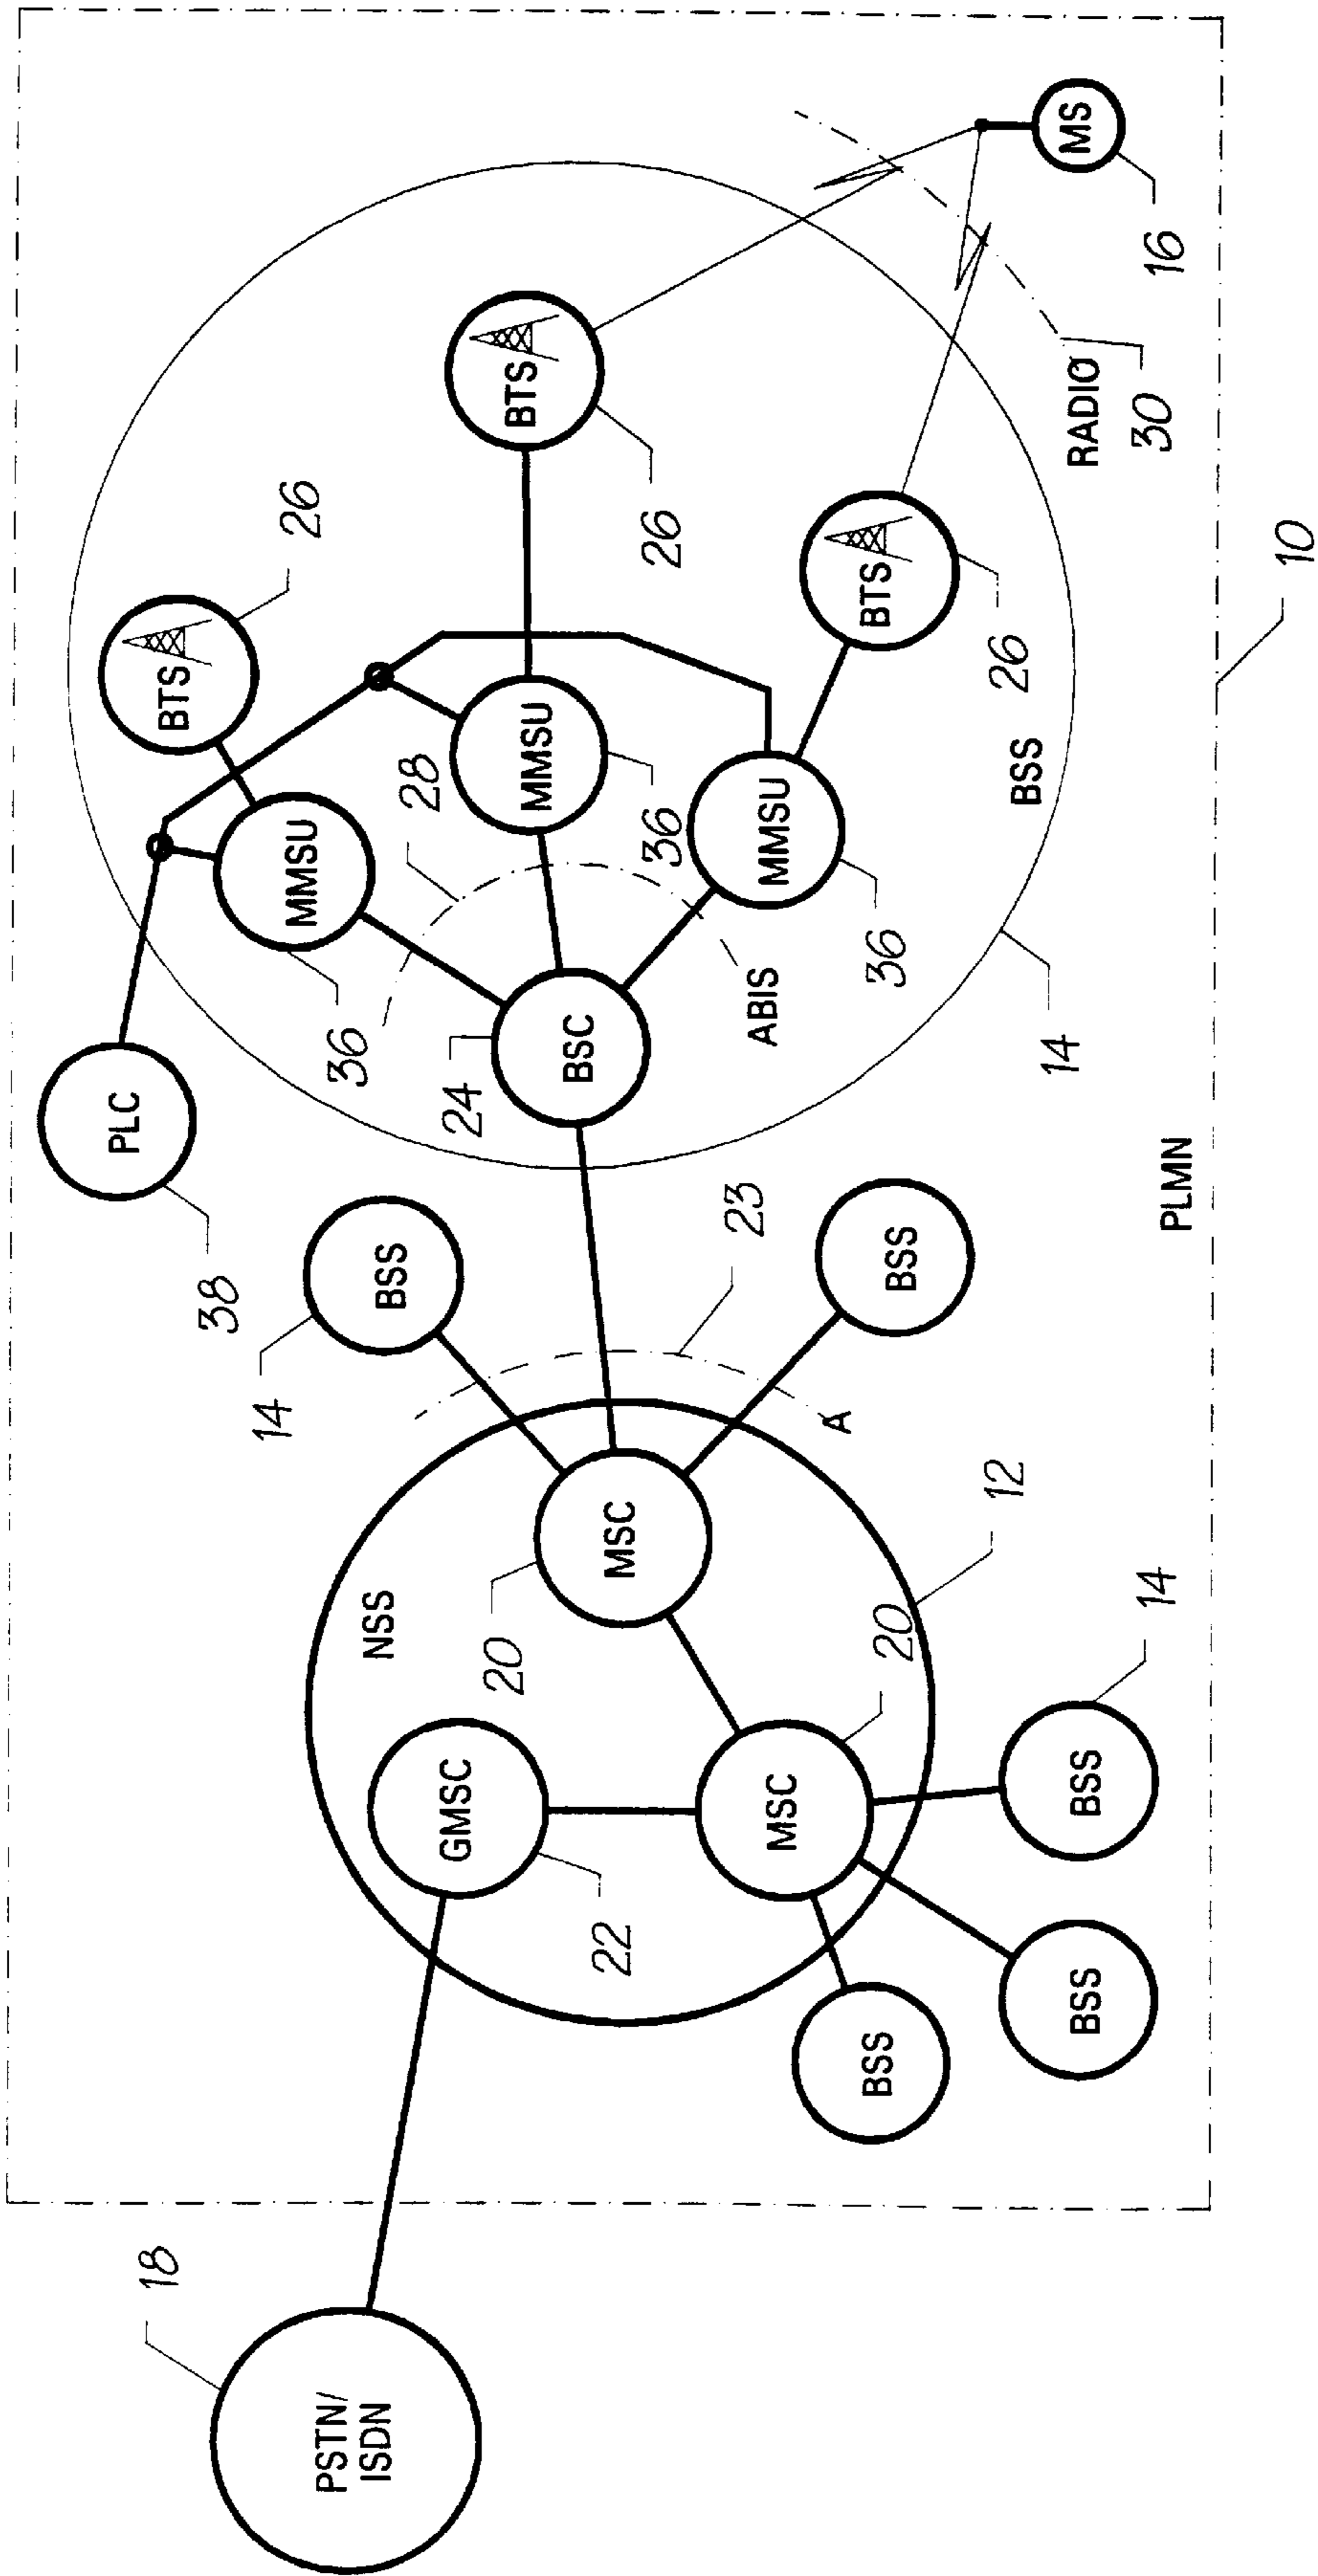 PLC
18
BTS
38
14
26
MMSU
PSTN/
ISDN
36
NSS
BSS
28
GMSC
24
20
BTS
MMSU
BSC
22
MSC
36
26
23
ABIS
MSC
MMSU
A
BTS
BSS
20
BSS
36
12
26
BSS
14
BSS
BSS
RADIO
MS
14
30
16
PLMN
10